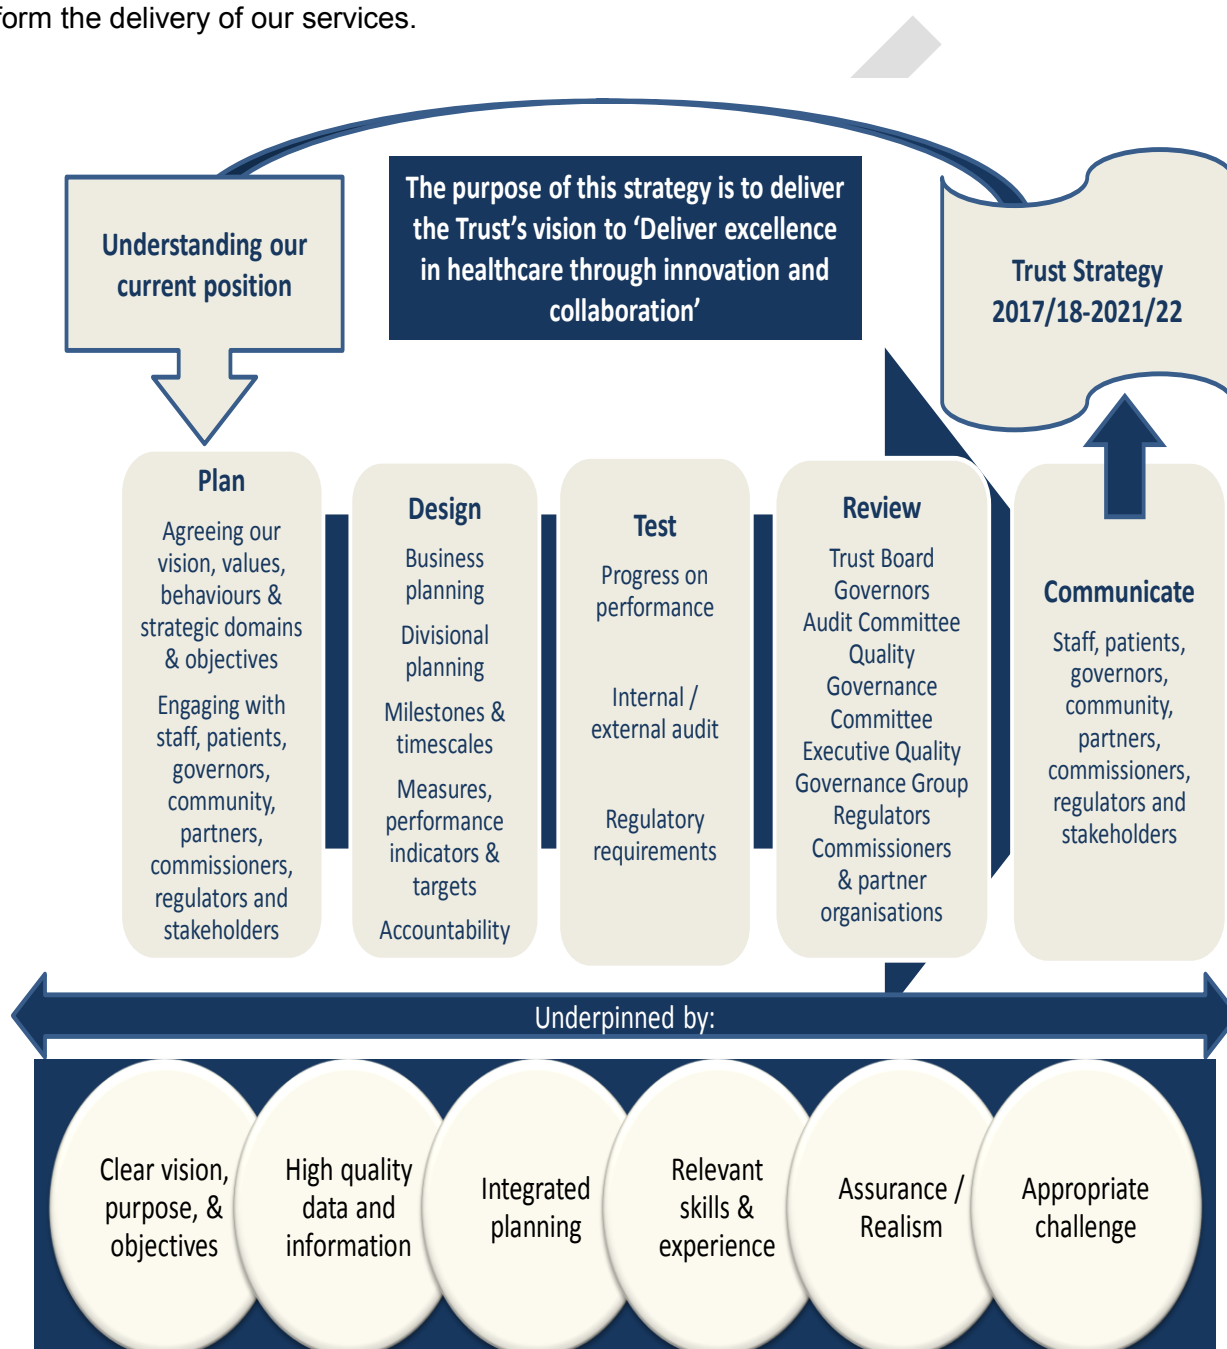 form the delivery of our services.
The purpose of this strategy is to deliver
the Trust’s vision to ‘Deliver excellence
in healthcare through innovation and
collaboration’
Understanding our
current position
Trust Strategy
2017/18-2021/22
Plan
Agreeing our
vision, values,
behaviours &
strategic domains
& objectives
Engaging with
staff, patients,
governors,
community,
partners,
commissioners,
regulators and
stakeholders
Design
Business
planning
Divisional
planning
Milestones &
timescales
Measures,
performance
indicators &
targets
Accountability
Test
Progress on
performance
Internal /
external audit
Regulatory
requirements
Review
Trust Board
Governors
Audit Committee
Quality
Governance
Committee
Executive Quality
Governance Group
Regulators
Commissioners
& partner
organisations
Communicate
Staff, patients,
governors,
community,
partners,
commissioners,
regulators and
stakeholders
Underpinned by:
Clear vision,
purpose, &
objectives
High quality
data and
information
Integrated
planning
Relevant
skills &
experience
Assurance /
Realism
Appropriate
challenge